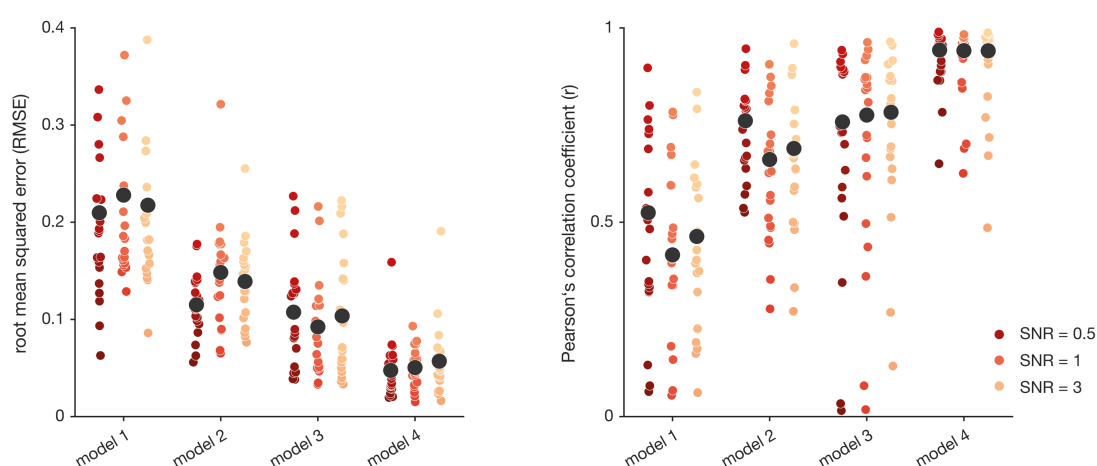 root mean squared error (RMSE)
0.4
0.3
0.2
0.1
0
model 1
model 2
model 3
model 4
Pearson's correlation coefficient (r)
1
0.5
0
model 1
model 2
model 3
model 4
SNR = 0.5
SNR = 1
SNR = 3